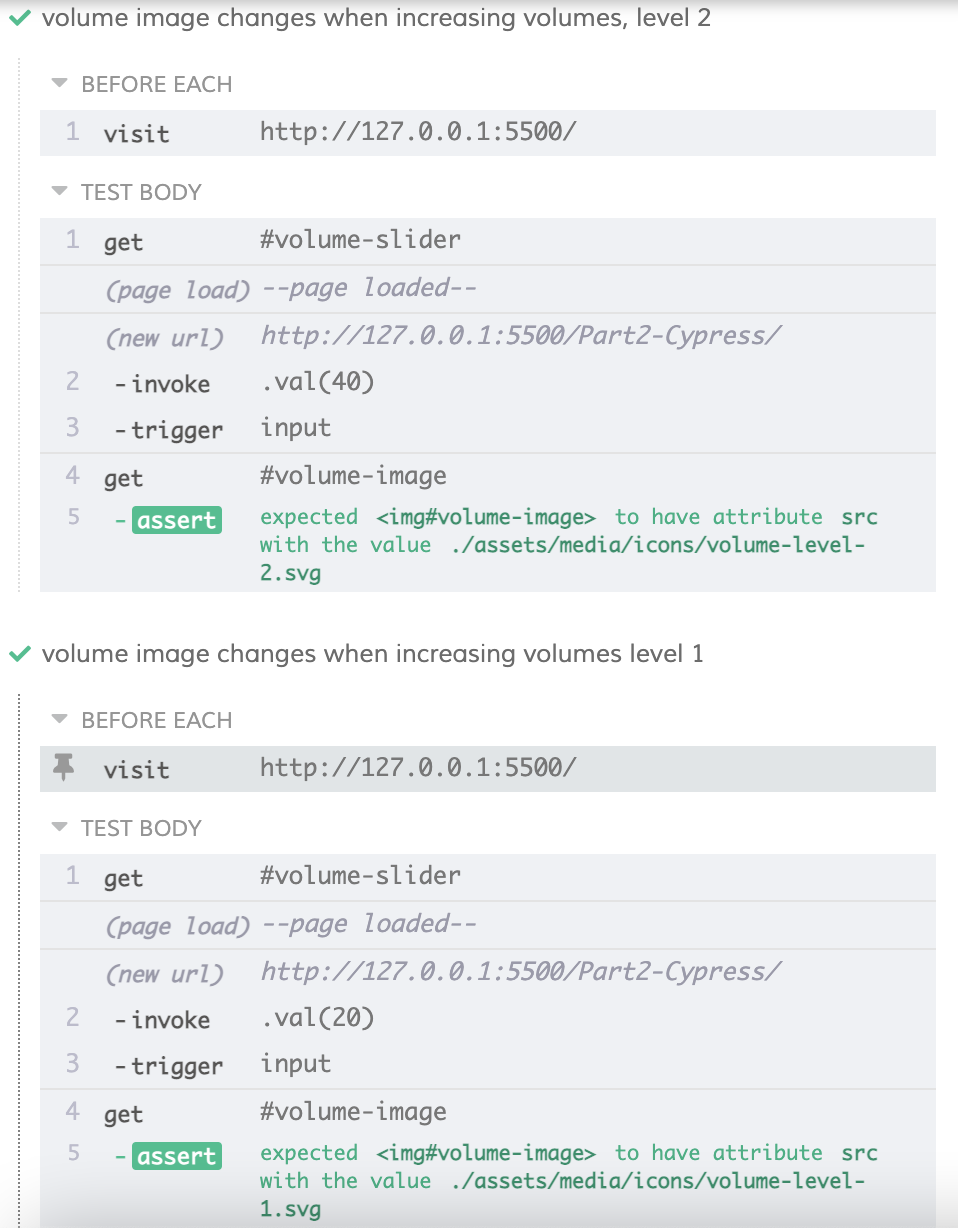 volume image changes when increasing volumes, level 2
BEFORE EACH
1 visit http://127.0.0.1:5500/
TEST BODY
1 get #volume-slider
(page load) --page loaded--
(new url) http://127.0.0.1:5500/Part2-Cypress/
2 -invoke .val(40)
3 -trigger input
4 get #volume-image
5 -assert expected <img#volume-image> to have attribute src
with the value ./assets/media/icons/volume-level-
2.svg
volume image changes when increasing volumes level 1
BEFORE EACH
visit http://127.0.0.1:5500/
TEST BODY
1 get #volume-slider
(page load) --page loaded--
(new url) http://127.0.0.1:5500/Part2-Cypress/
2 -invoke .val(20)
3 -trigger input
4 get #volume-image
5 -assert expected <img#volume-image> to have attribute src
with the value ./assets/media/icons/volume-level-
1.svg